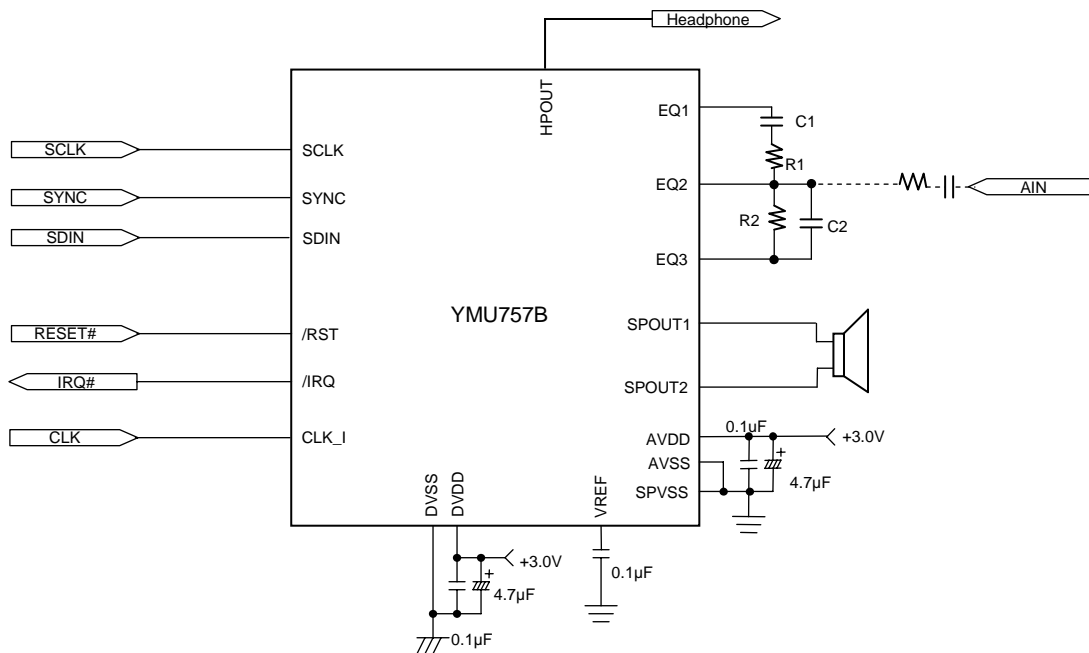 Headphone
HPOUT
EQ1
C1
SCLK
SCLK
R1
SYNC
SYNC
EQ2
AIN
SDIN
SDIN
R2
C2
EQ3
YMU757B
RESET#
/RST
SPOUT1
IRQ#
/IRQ
SPOUT2
CLK
CLK_I
AVDD
0.1uF
+3.0V
AVSS
+
4.7µF
SPVSS
DVSS
DVDD
VREF
+3.0V
+
4.7µF
0.1µF
0.1µF